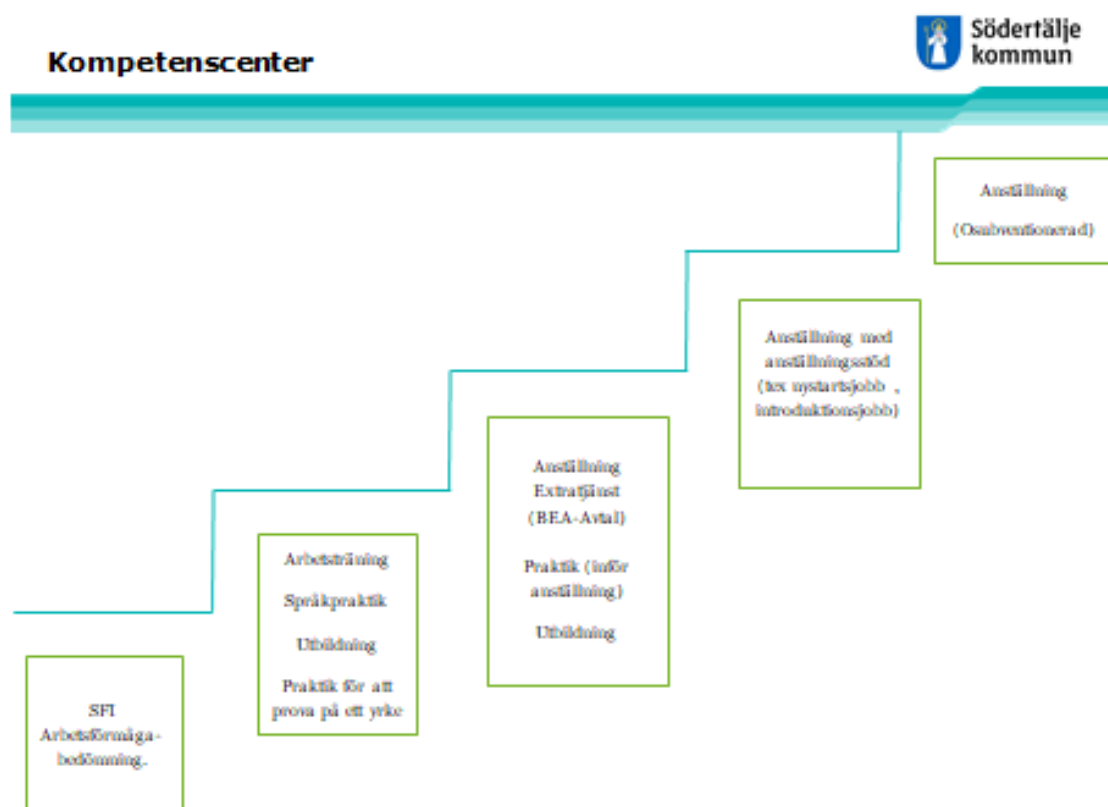 Kompetenscenter
Södertälje
kommun
Anställning
(Osubventionerad)
Anställning med
anställningsstöd
(tex nystartsjobb ,
introduktionsjobb)
Anställning
Extratjänst
(BEA-Avtal)
Praktik (inför
anställning)
Utbildning
Arbetsträning
Språkpraktik
Utbildning
Praktik för att
prova på ett yrke
SFI
Arbetsförmåga-
bedömning.